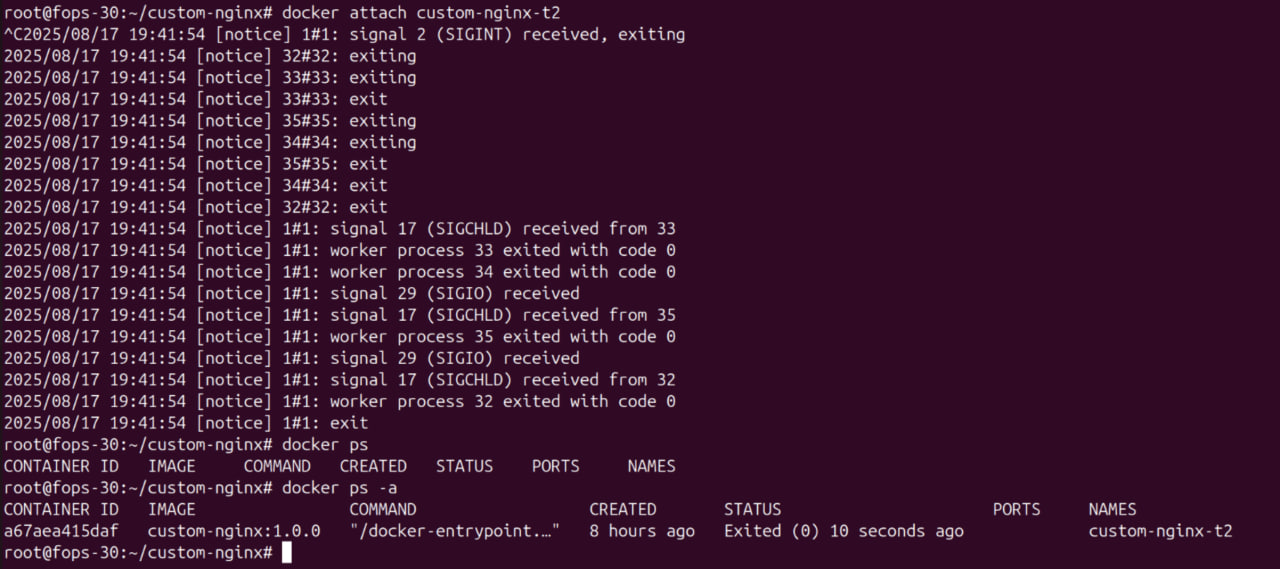 root@fops-30:~/custom-nginx# docker attach custom-nginx-t2
^C2025/08/17 19:41:54 [notice] 1#1: signal 2 (SIGINT) received, exiting
2025/08/17 19:41:54 [notice] 32#32: exiting
2025/08/17 19:41:54 [notice] 33#33: exiting
2025/08/17 19:41:54 [notice] 33#33: exit
2025/08/17 19:41:54 [notice] 35#35: exiting
2025/08/17 19:41:54 [notice] 34#34: exiting
2025/08/17 19:41:54 [notice] 35#35: exit
2025/08/17 19:41:54 [notice] 34#34: exit
2025/08/17 19:41:54 [notice] 32#32: exit
2025/08/17 19:41:54 [notice] 1#1: signal 17 (SIGCHLD) received from 33
2025/08/17 19:41:54 [notice] 1#1: worker process 33 exited with code 0
2025/08/17 19:41:54 [notice] 1#1: worker process 34 exited with code 0
2025/08/17 19:41:54 [notice] 1#1: signal 29 (SIGIO) received
2025/08/17 19:41:54 [notice] 1#1: signal 17 (SIGCHLD) received from 35
2025/08/17 19:41:54 [notice] 1#1: worker process 35 exited with code 0
2025/08/17 19:41:54 [notice] 1#1: signal 29 (SIGIO) received
2025/08/17 19:41:54 [notice] 1#1: signal 17 (SIGCHLD) received from 32
2025/08/17 19:41:54 [notice] 1#1: worker process 32 exited with code 0
2025/08/17 19:41:54 [notice] 1#1: exit
root@fops-30:~/custom-nginx# docker ps
CONTAINER ID   IMAGE     COMMAND   CREATED   STATUS    PORTS     NAMES
root@fops-30:~/custom-nginx# docker ps -a
CONTAINER ID   IMAGE                COMMAND                  CREATED       STATUS                      PORTS     NAMES
a67aea415daf   custom-nginx:1.0.0   "/docker-entrypoint.…"   8 hours ago   Exited (0) 10 seconds ago             custom-nginx-t2
root@fops-30:~/custom-nginx#